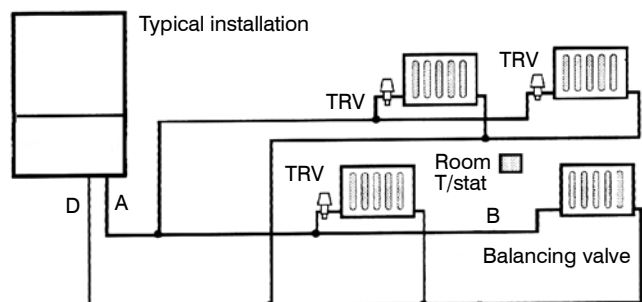 Typical installation
TRV
TRV
Room
T/stat
TRV
D
A
B
Balancing valve